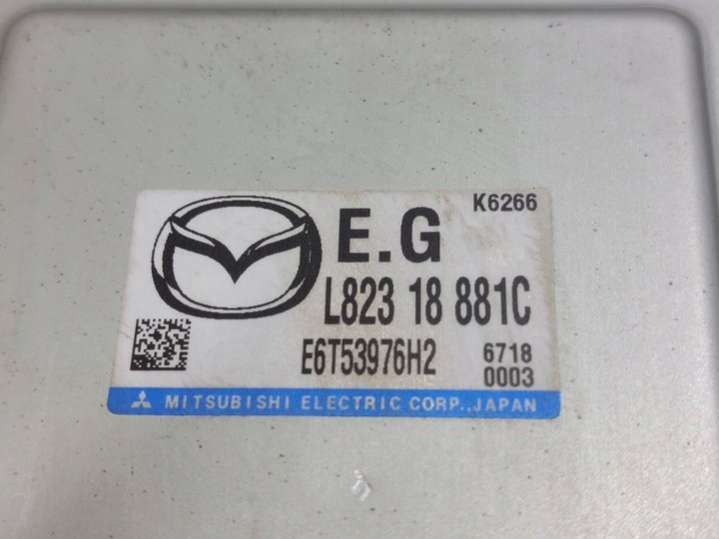 K6266
E.G
L823 18 881C
E6T53976H2 6718
0003
MITSUBISHI ELECTRIC CORP.,JAPAN